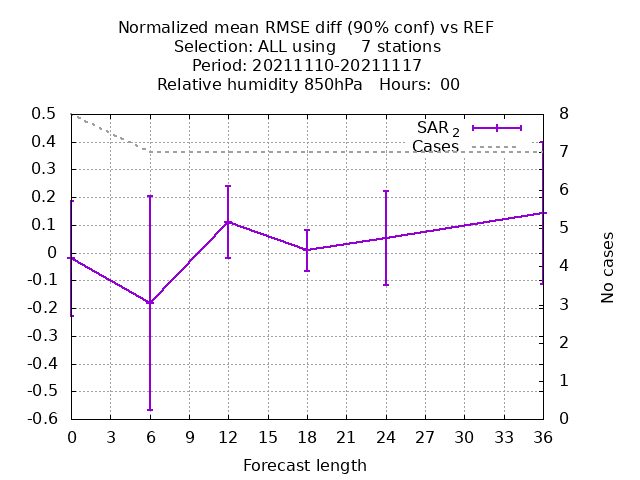 Normalized mean RMSE diff (90% conf) vs REF
Selection: ALL using     7 stations
Period: 20211110-20211117
Relative humidity 850hPa   Hours:  00
0.5
0.4
0.3
0.2
0.1
0
-0.1
-0.2
-0.3
-0.4
-0.5
-0.6
SAR 2
Cases
8
7
6
5
4
3
2
1
0
No cases
0 3 6 9 12 15 18 21 24 27 30 33 36
Forecast length